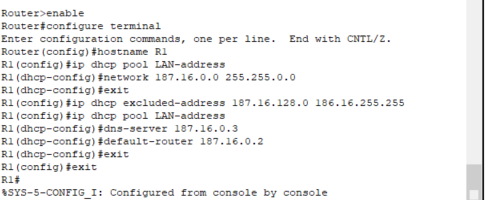 Router>enable
Router#configure terminal
Enter configuration commands, one per line.  End with CNTL/Z.
Router(config)#hostname R1
R1(config)#ip dhcp pool LAN-address
R1(dhcp-config)#network 187.16.0.0 255.255.0.0
R1(dhcp-config)#exit
R1(config)#ip dhcp excluded-address 187.16.128.0 186.16.255.255
R1(config)#ip dhcp pool LAN-address
R1(dhcp-config)#dns-server 187.16.0.3
R1(dhcp-config)#default-router 187.16.0.2
R1(dhcp-config)#exit
R1(config)#exit
R1#
%SYS-5-CONFIG_I: Configured from console by console